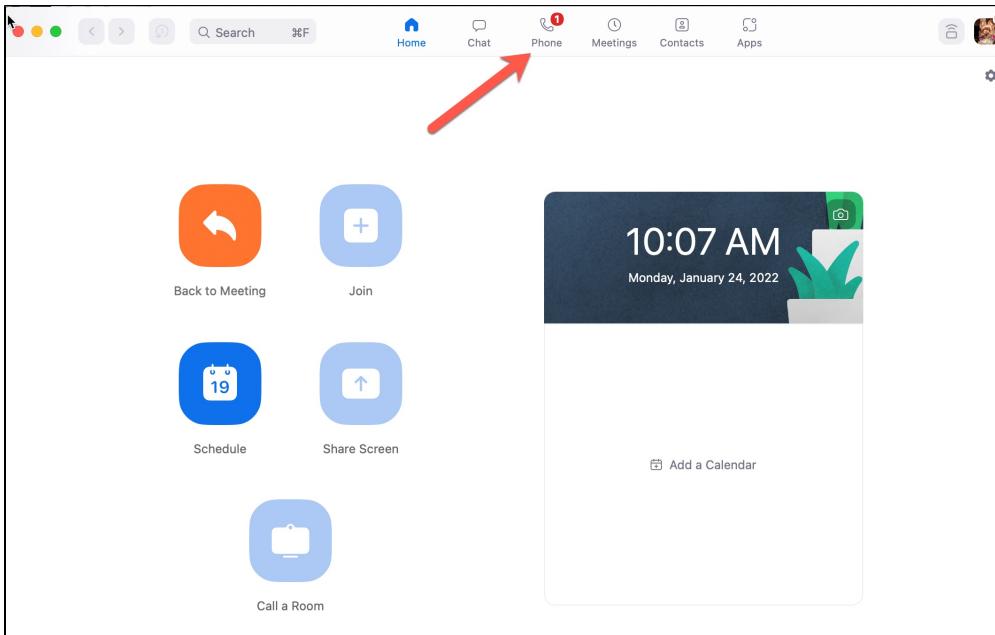 Search ⌘F
1
Home Chat Phone Meetings Contacts Apps
10:07 AM
Monday, January 24, 2022
Back to Meeting Join
19
Schedule Share Screen
Add a Calendar
Call a Room